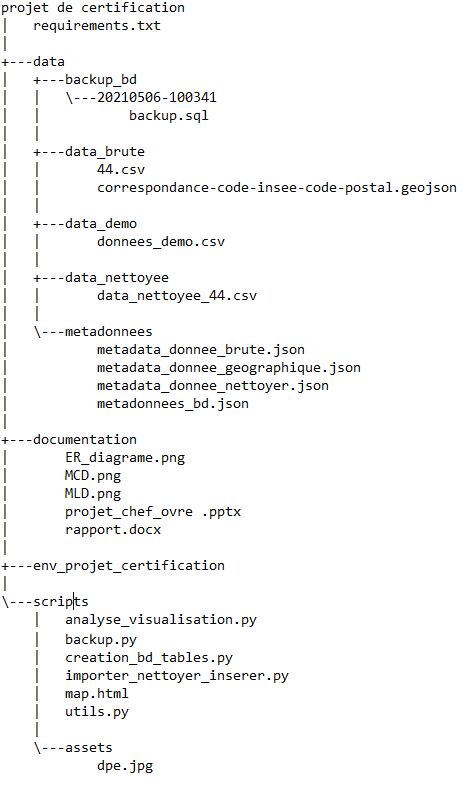 projet de certification
|   requirements.txt
|
+---data
|   +---backup_bd
|   |   \---20210506-100341
|   |           backup.sql
|   |
|   +---data_brute
|   |       44.csv
|   |       correspondance-code-insee-code-postal.geojson
|   |
|   +---data_demo
|   |       donnees_demo.csv
|   |
|   +---data_nettoyee
|   |       data_nettoyee_44.csv
|   |
|   \---metadonnees
|           metadata_donnee_brute.json
|           metadata_donnee_geographique.json
|           metadata_donnee_nettoyer.json
|           metadonnees_bd.json
|
+---documentation
|       ER_diagrame.png
|       MCD.png
|       MLD.png
|       projet_chef_ovre .pptx
|       rapport.docx
|
+---env_projet_certification
|
\---scripts
    |   analyse_visualisation.py
    |   backup.py
    |   creation_bd_tables.py
    |   importer_nettoyer_inserer.py
    |   map.html
    |   utils.py
    |
    \---assets
            dpe.jpg